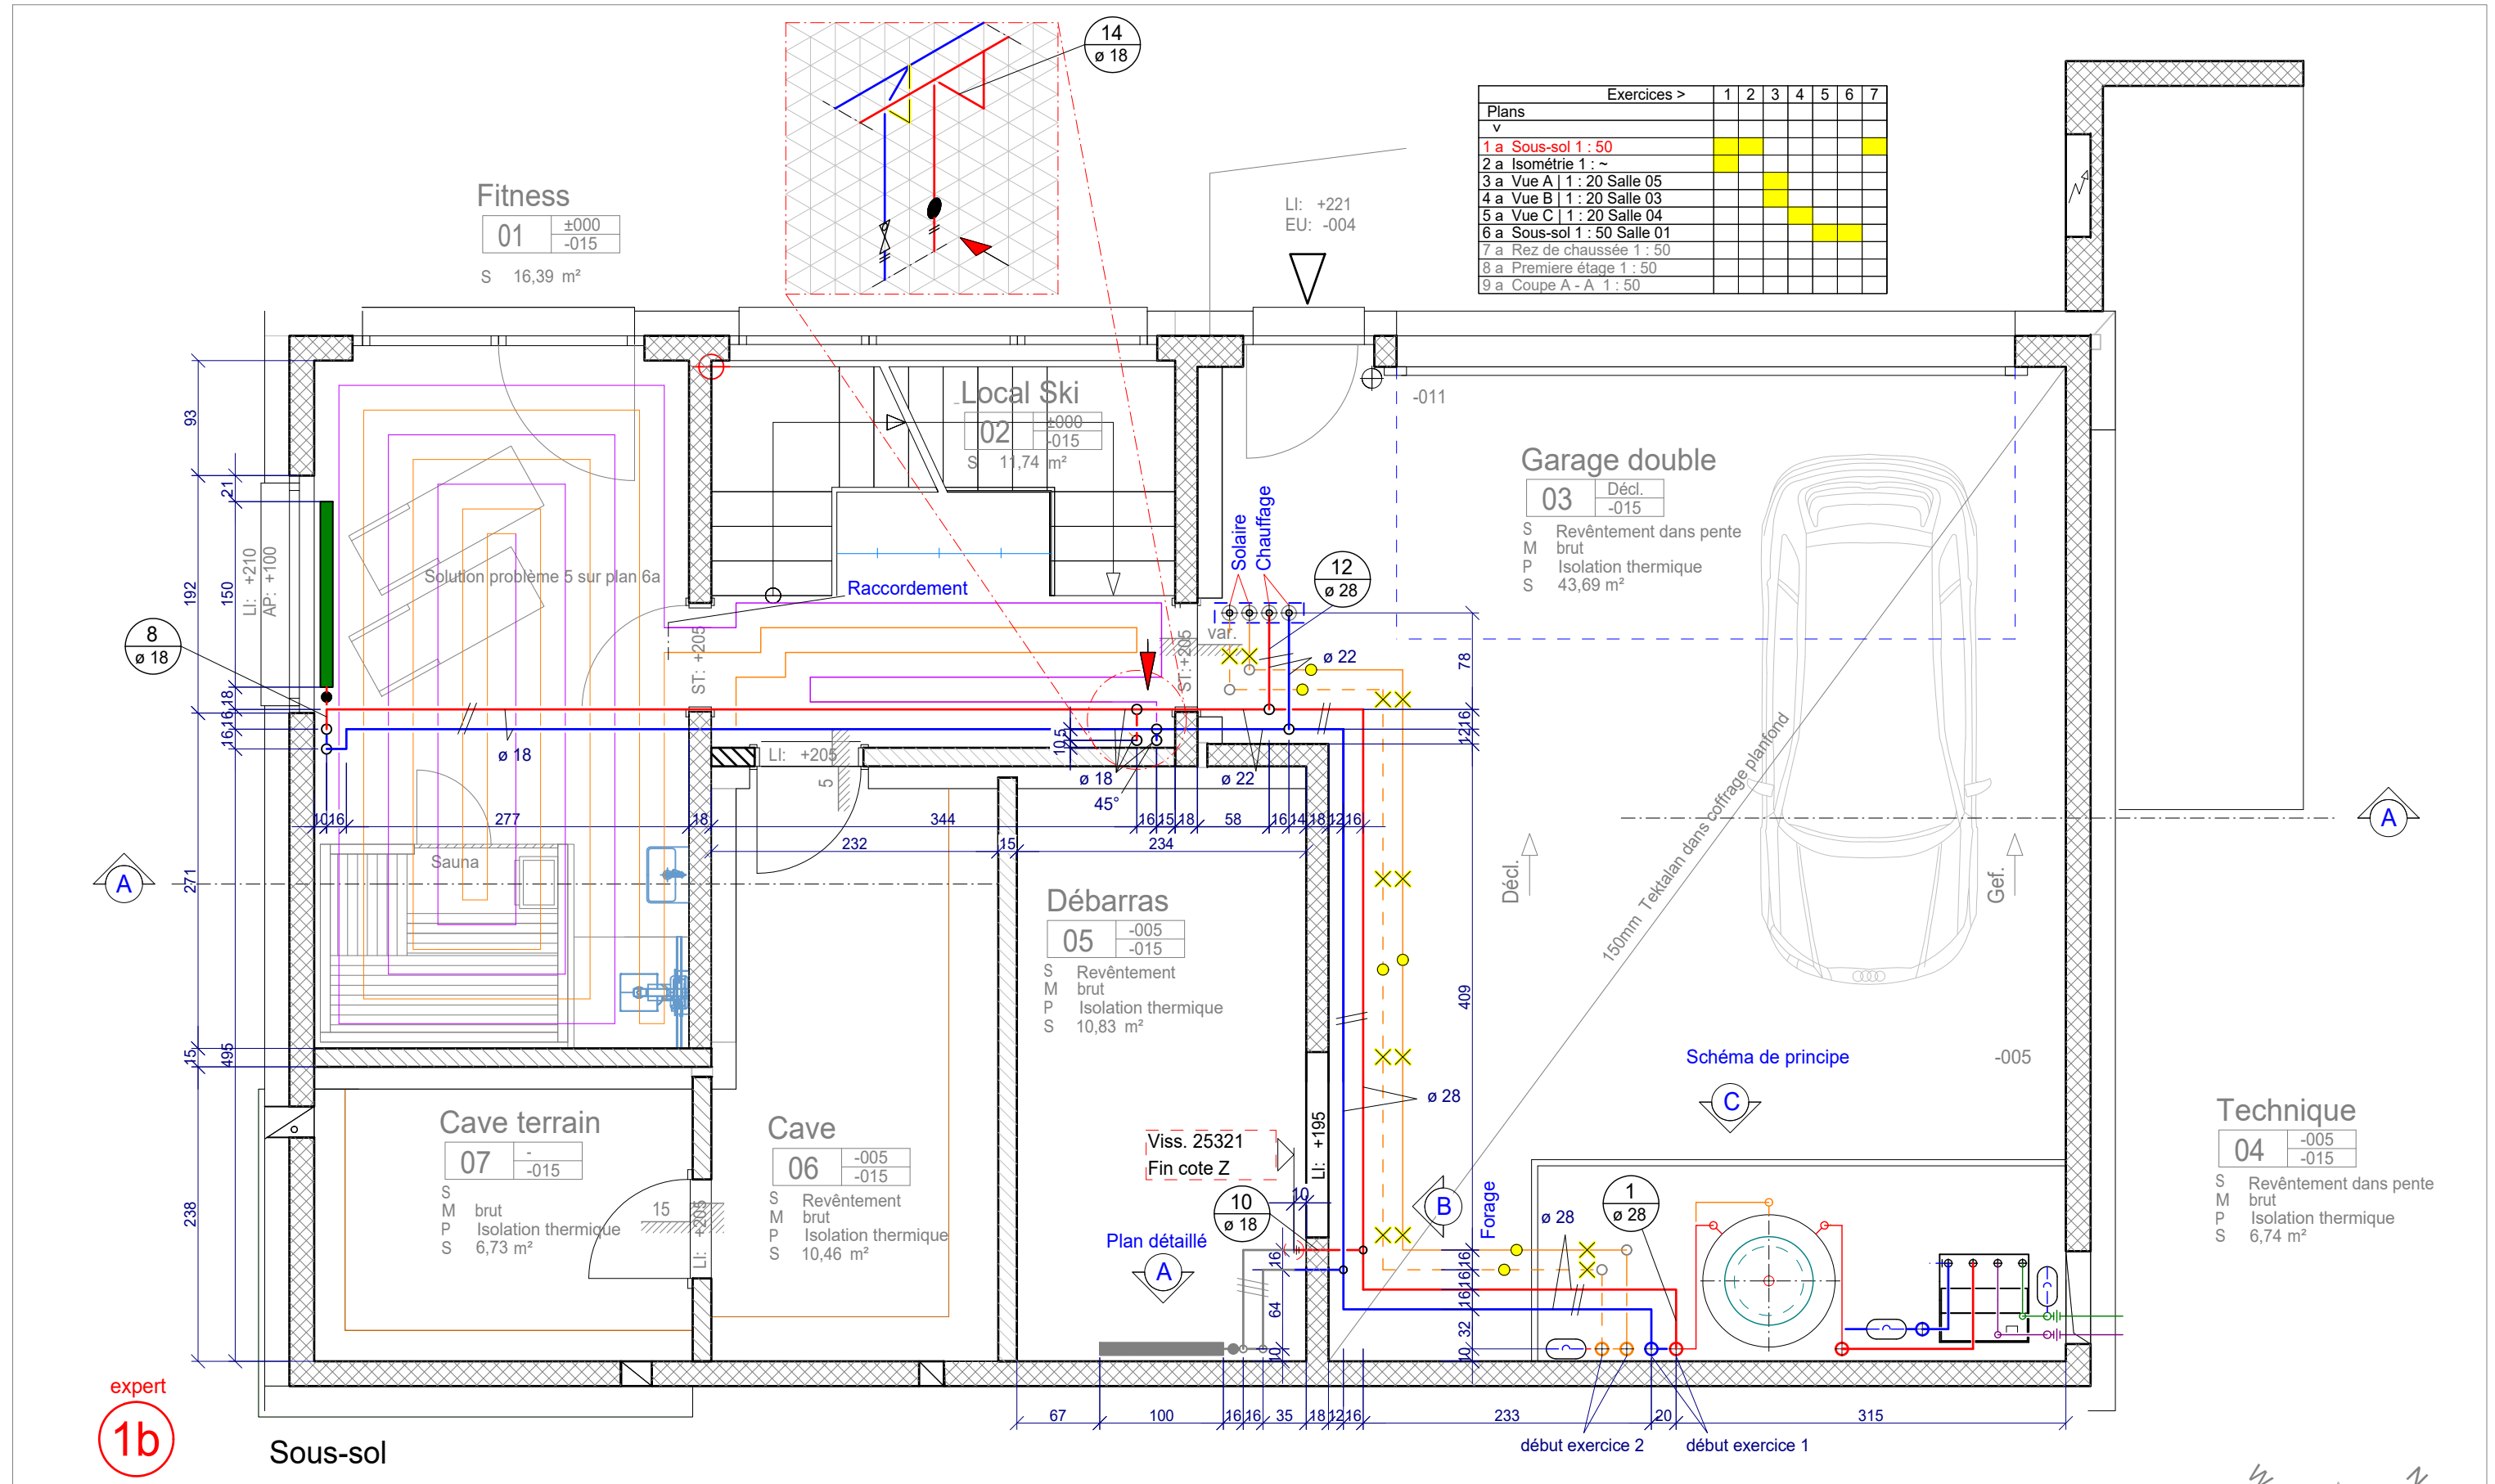 14
ø 18
Exercices > 1 2 3 4 5 6 7
Plans
v
1 a Sous-sol 1 : 50
2 a Isométrie 1 : ~
3 a Vue A | 1 : 20 Salle 05
4 a Vue B | 1 : 20 Salle 03
5 a Vue C | 1 : 20 Salle 04
6 a Sous-sol 1 : 50 Salle 01
7 a Rez de chaussée 1 : 50
8 a Premiere étage 1 : 50
9 a Coupe A - A 1 : 50
Fitness
01 ±000
-015
S 16,39 m²
LI: +221
EU: -004
Local Ski
02 ±000
-015
S 11,74 m²
-011
Garage double
03 Décl.
-015
S Revêtement dans pente
M brut
P Isolation thermique
S 43,69 m²
Solaire
Chauffage
12
ø 28
93
21
192
150
LI: +210
AP: +100
Solution problème 5 sur plan 6a
Raccordement
8
ø 18
ST: +205
ST: +205
var.
ø 22
78
18
16
16
16
12
ø 18
10,5
LI: +205
5
ø 18
45°
ø 22
10 16 277 18 344 16 15 18 58 16 14 18 12 16
232 15 234
150mm Tektalan dans coffrage planfond
A
A
Sauna
271
Décl.
Gef.
Débarras
05 -005
-015
S Revêtement
M brut
P Isolation thermique
S 10,83 m²
409
15
495
Schéma de principe
-005
C
ø 28
Cave terrain
07 -
-015
S
M brut
P Isolation thermique
S 6,73 m²
Cave
06 -005
-015
S Revêtement
M brut
P Isolation thermique
S 10,46 m²
15
LI: +205
Viss. 25321
Fin cote Z
LI: +195
10
10
ø 18
Plan détaillé
A
B
Forage
ø 28
1
ø 28
Technique
04 -005
-015
S Revêtement dans pente
M brut
P Isolation thermique
S 6,74 m²
238
16
64
10
16
16
16
32
10
67 100 16 16 35 18 12 16 233 20 315
début exercice 2
début exercice 1
expert
1b
Sous-sol
W
N